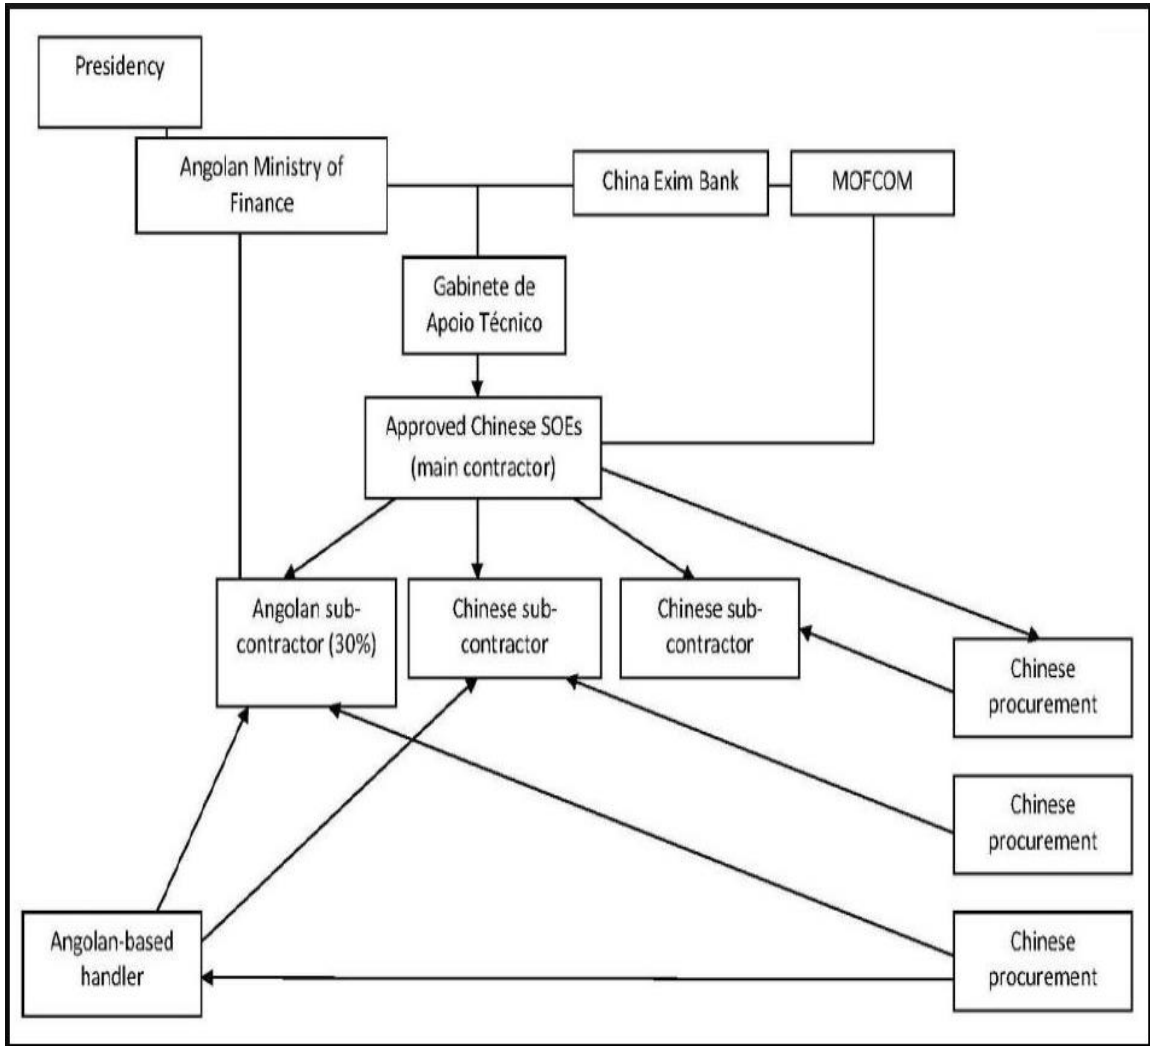 Presidency
Angolan Ministry of
Finance
China Exim Bank
MOFCOM
Gabinete de
Apoio Técnico
Approved Chinese SOEs
(main contractor)
Angolan sub-
contractor (30%)
Chinese sub-
contractor
Chinese sub-
contractor
Chinese
procurement
Chinese
procurement
Angolan-based
handler
Chinese
procurement